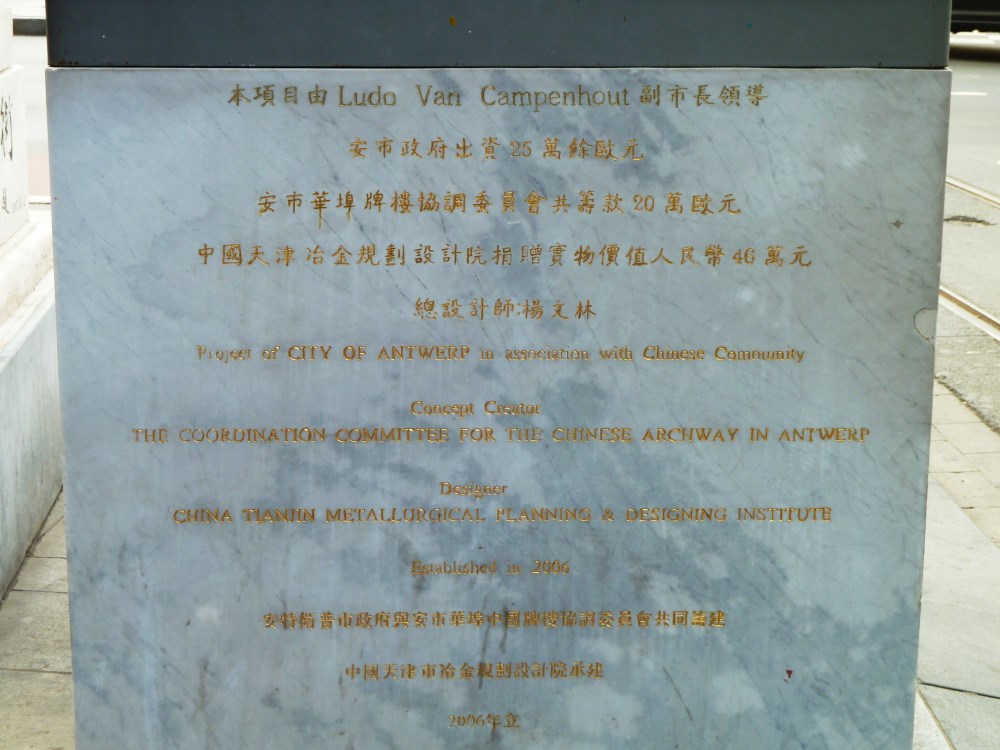 本項目由 Ludo Van Campenhout 副市長領導
安市政府出資 25 萬餘歐元
安市華埠牌樓協調委員會共籌款 20 萬歐元
中國天津冶金規劃設計院捐贈實物價值人民幣 46 萬元
總設計師:楊文林
Project of CITY OF ANTWERP in association with Chinese Community
Concept Creator
THE COORDINATION COMMITTEE FOR THE CHINESE ARCHWAY IN ANTWERP
Designer
CHINA TIANJIN METALLURGICAL PLANNING & DESIGNING INSTITUTE
Established in 2006
安特衛普市政府與安市華埠中國牌樓協調委員會共同籌建
中國天津市冶金規劃設計院承建
2006年立